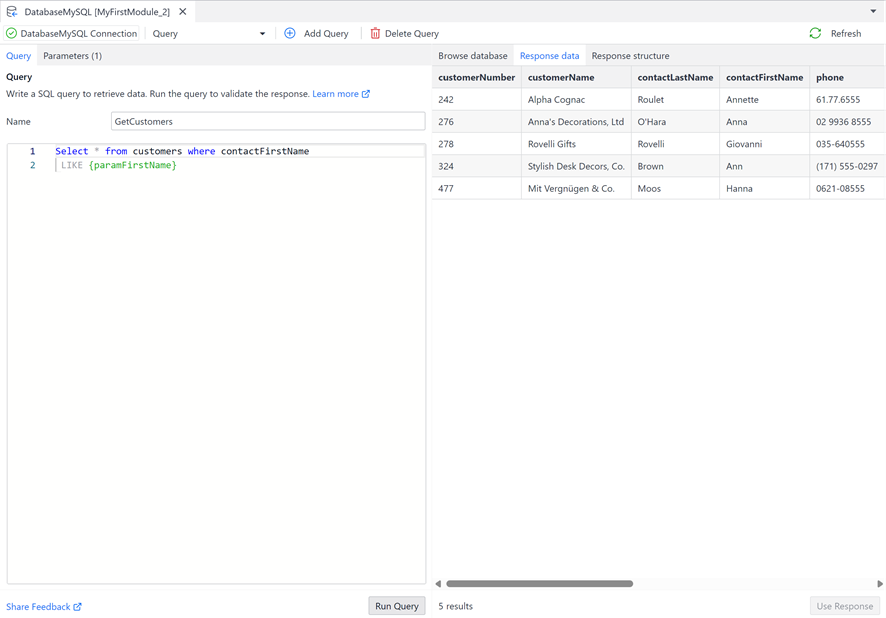 DatabaseMySQL [MyFirstModule_2]
DatabaseMySQL Connection Query Add Query Delete Query Refresh
Query Parameters (1)
Query
Write a SQL query to retrieve data. Run the query to validate the response. Learn more
Name GetCustomers
1 Select * from customers where contactFirstName
2 LIKE {paramFirstName}
Share Feedback Run Query
Browse database Response data Response structure
customerNumber customerName contactLastName contactFirstName phone
242 Alpha Cognac Roulet Annette 61.77.6555
276 Anna's Decorations, Ltd O'Hara Anna 02 9936 8555
278 Rovelli Gifts Rovelli Giovanni 035-640555
324 Stylish Desk Decors, Co. Brown Ann (171) 555-0297
477 Mit Vergnügen & Co. Moos Hanna 0621-08555
5 results Use Response